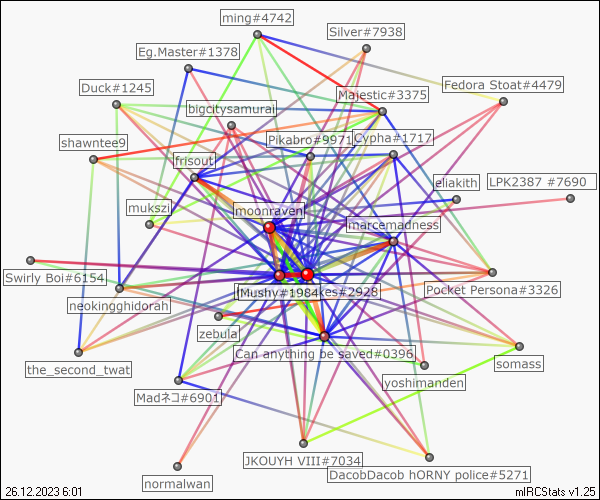 ming#4742
Silver#7938
Eg.Master#1378
Duck#1245
Fedora Stoat#4479
Majestic#3375
bigcitysamurai
Pikabro#9971
Cypha#1717
shawntee9
frisout
eliakith
LPK2387 #7690
mukszi
moonraven
marcemadness
Swirly Boi#6154
Mushy#1984
kes#2928
Pocket Persona#3326
neokingghidorah
zebula
Can anything be saved#0396
the_second_twat
somass
yoshimanden
Madネコ#6901
JKOUYH VIII#7034
DacobDacob hORNY police#5271
normalwan
26.12.2023 6:01
mIRCStats v1.25